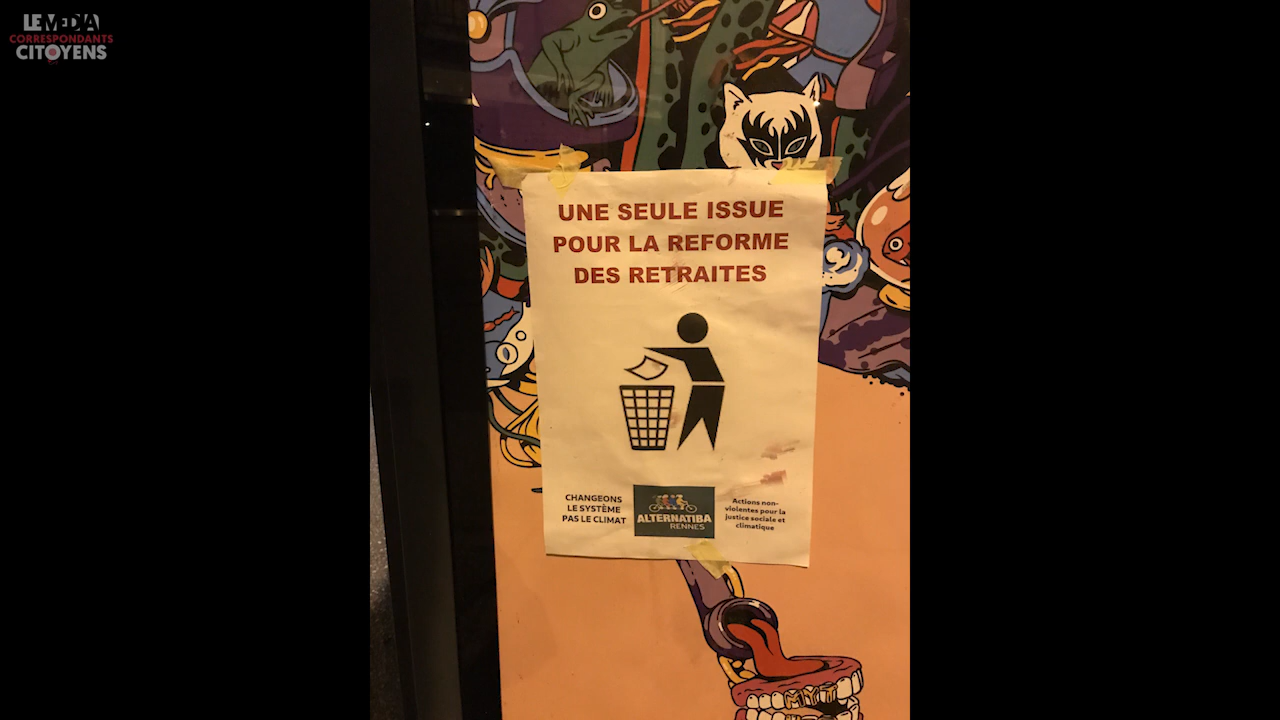 LE MEDIA
CORRESPONDANTS
CITOYENS
UNE SEULE ISSUE
POUR LA REFORME
DES RETRAITES
CHANGEONS
LE SYSTÈME
PAS LE CLIMAT
ALTERNATIBA
RENNES
Actions non-
violentes pour la
justice sociale et
climatique